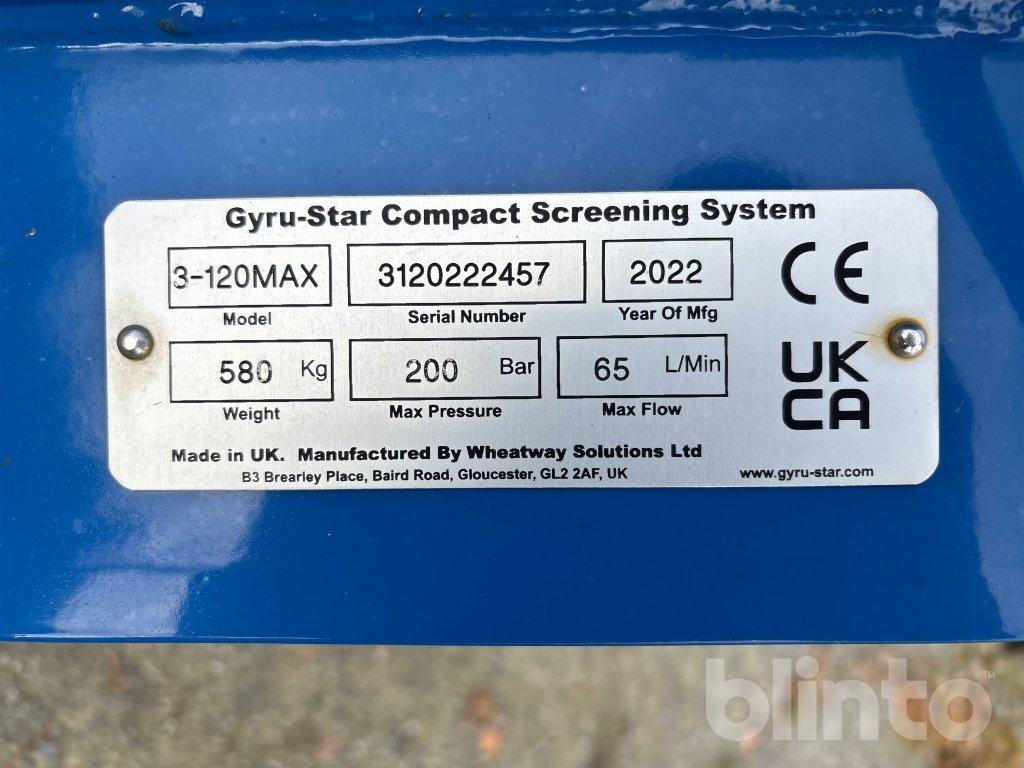 Gyru-Star Compact Screening System
3-120MAX 3120222457 2022
Model Serial Number Year Of Mfg
CE
580 Kg 200 Bar 65 L/Min
Weight Max Pressure Max Flow
UK
CA
Made in UK. Manufactured By Wheatway Solutions Ltd
B3 Brearley Place, Baird Road, Gloucester, GL2 2AF, UK
www.gyru-star.com
blinto™